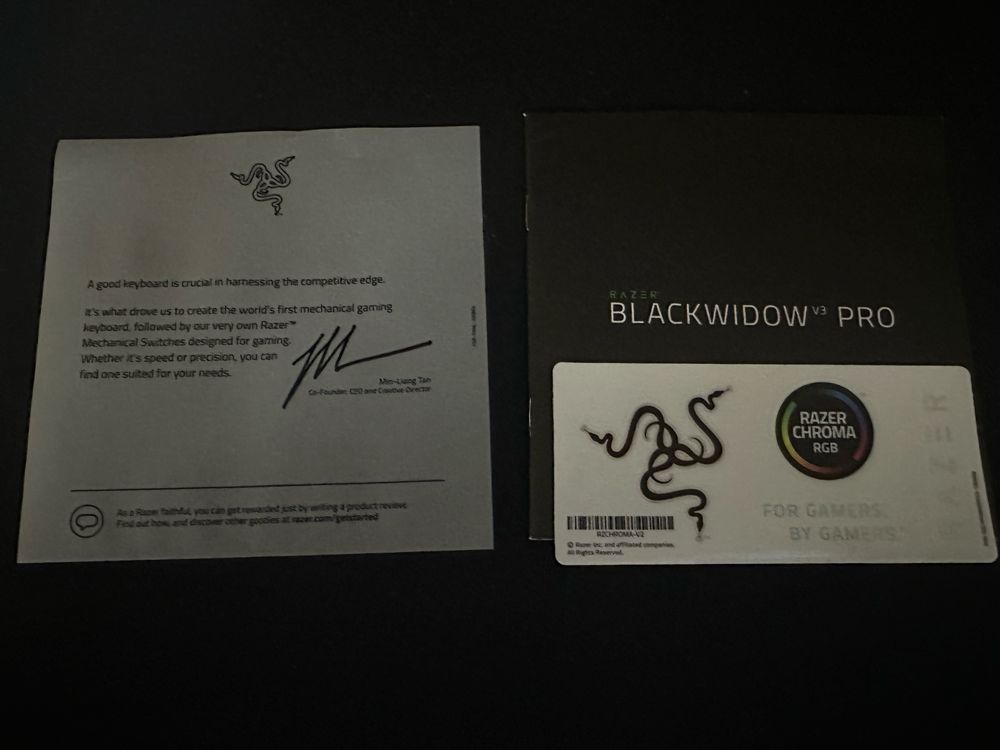 A good keyboard is crucial in harnessing the competitive edge.
It's what drove us to create the world's first mechanical gaming
keyboard, followed by our very own Razer™
Mechanical Switches designed for gaming.
Whether it's speed or precision, you can
find one suited for your needs.
Min-Liang Tan
Co-Founder, CEO and Creative Director
As a Razer faithful, you can get rewarded just by writing a product review.
Find out how, and discover other goodies at razer.com/getstarted
RAZER
BLACKWIDOW V3 PRO
RAZER
CHROMA
RGB
RAZER
FOR GAMERS.
BY GAMERS.™
RZCHROMA-V2
© Razer Inc. and affiliated companies.
All Rights Reserved.